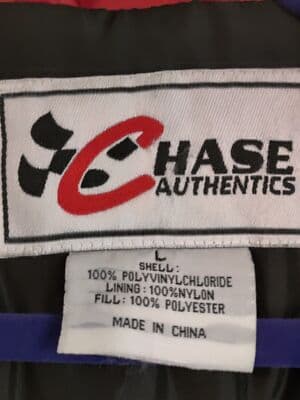 CHASE
AUTHENTICS
L
SHELL:
100% POLYVINYLCHLORIDE
LINING: 100%NYLON
FILL: 100% POLYESTER
MADE IN CHINA